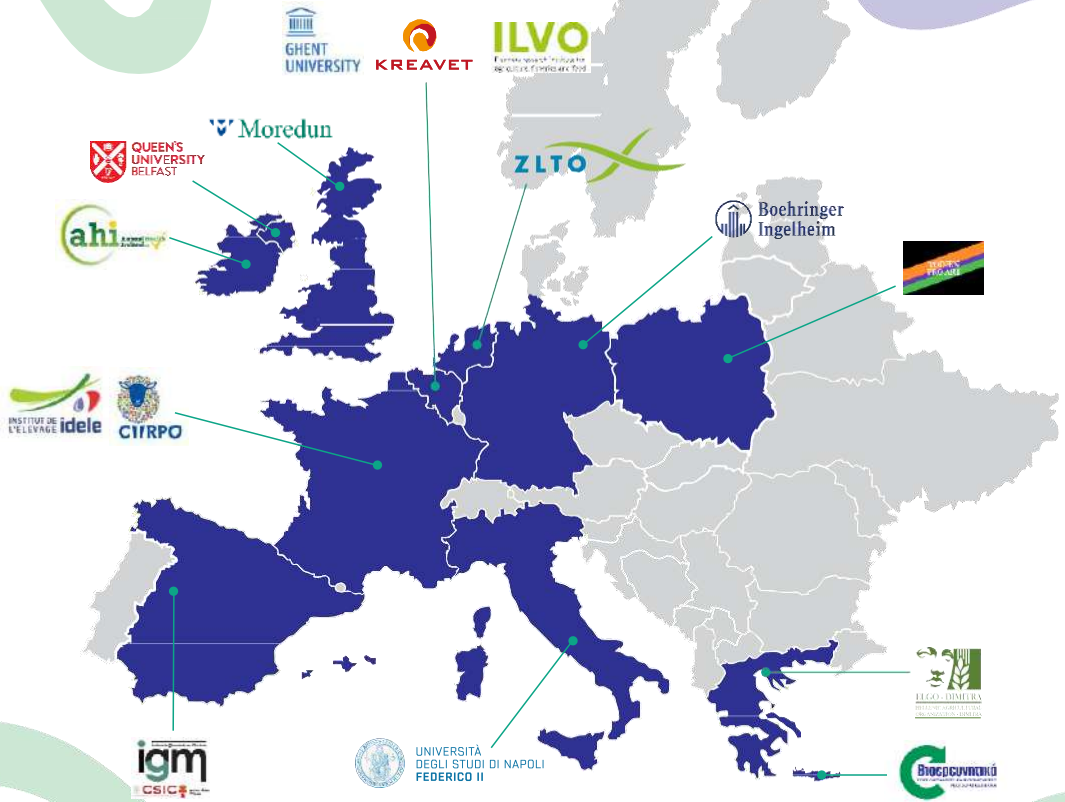 GHENT
UNIVERSITY
KREAVET
ILVO
Moredun
QUEEN'S
UNIVERSITY
BELFAST
ZLTO
ahi
Boehringer
Ingelheim
INSTITUT DE
L'ELEVAGE idele
CIIRPO
ELGO - DIMITRA
igm
CSIC
UNIVERSITÀ
DEGLI STUDI DI NAPOLI
FEDERICO II
Βιοερευνητικά